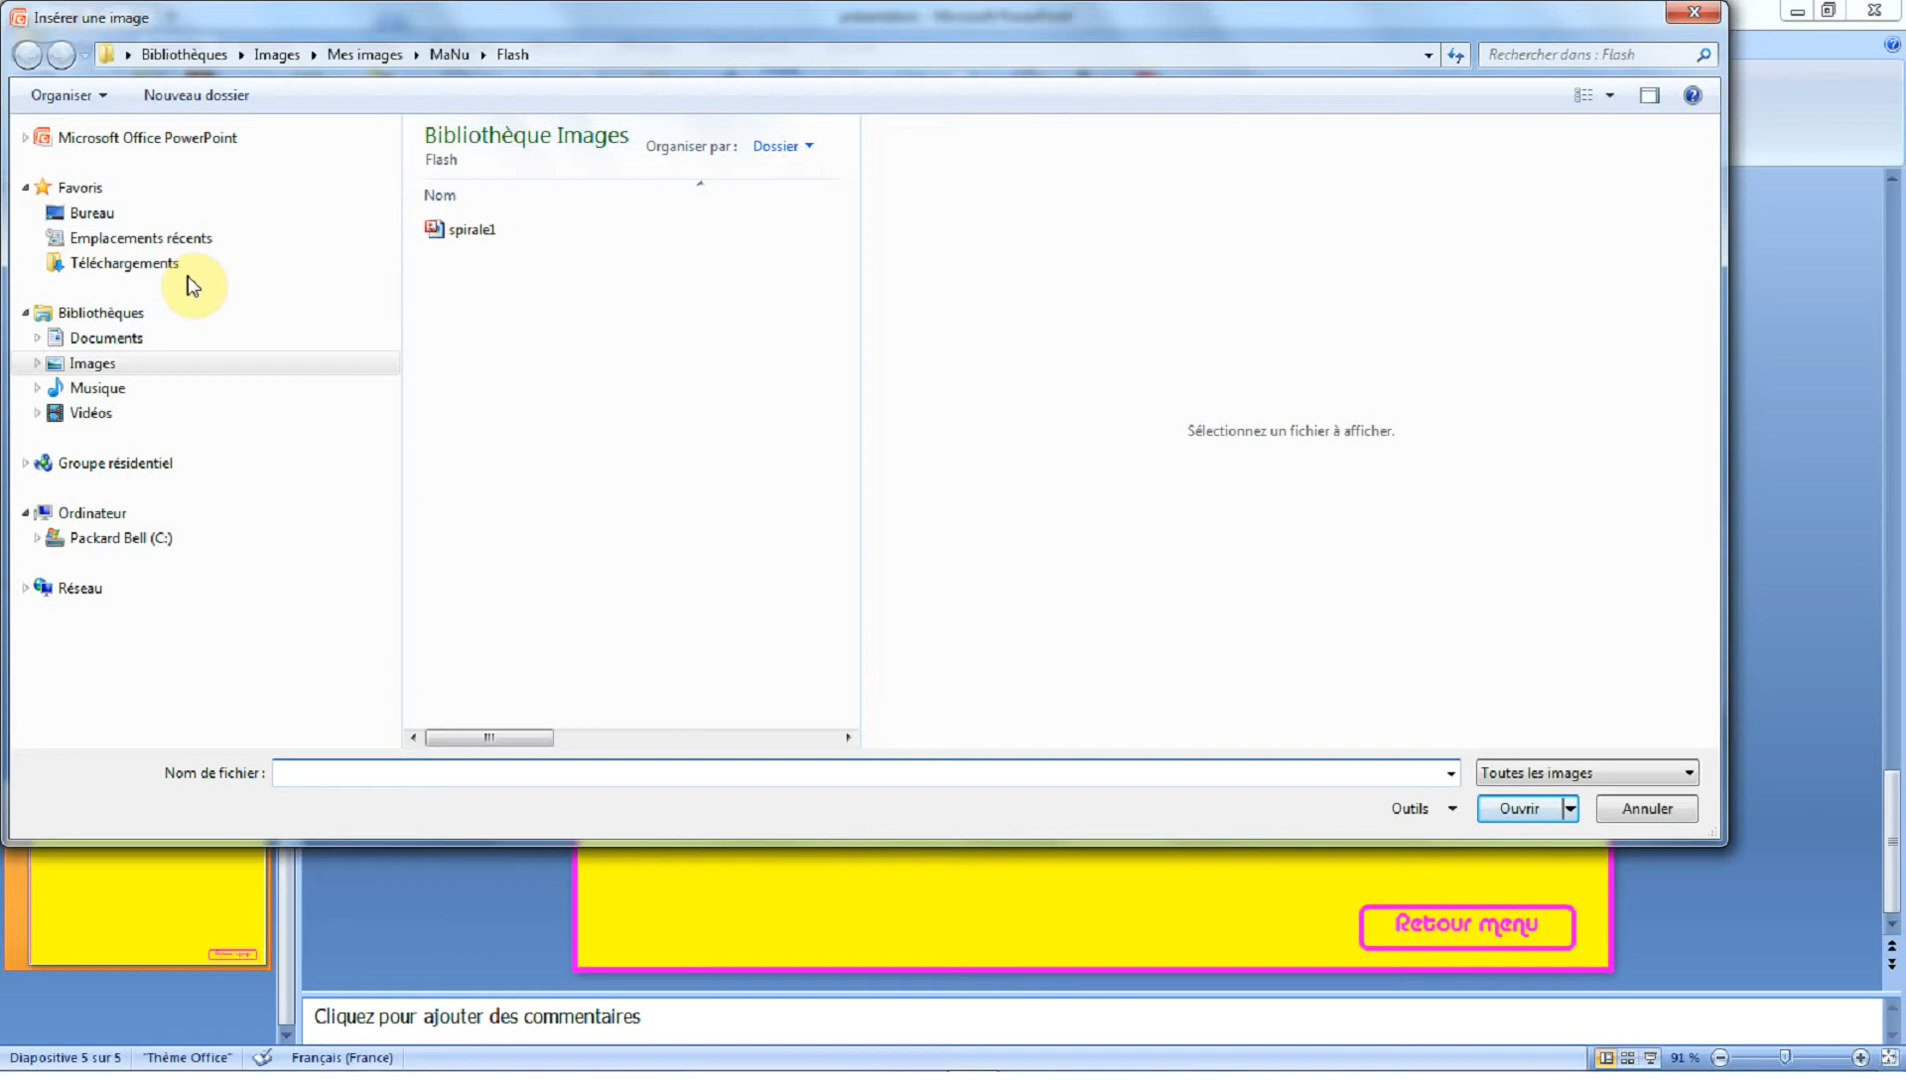 Insérer une image
présentation - Microsoft PowerPoint
Bibliothèques Images Mes images MaNu Flash
Rechercher dans : Flash
Organiser Nouveau dossier
Microsoft Office PowerPoint
Favoris
Bureau
Emplacements récents
Téléchargements
Bibliothèques
Documents
Images
Musique
Vidéos
Groupe résidentiel
Ordinateur
Packard Bell (C:)
Réseau
Bibliothèque Images
Flash
Organiser par : Dossier
Nom
spirale1
Sélectionnez un fichier à afficher.
Nom de fichier :
Toutes les images
Outils Ouvrir Annuler
Retour menu
Cliquez pour ajouter des commentaires
Diapositive 5 sur 5 "Thème Office" Français (France) 91 %